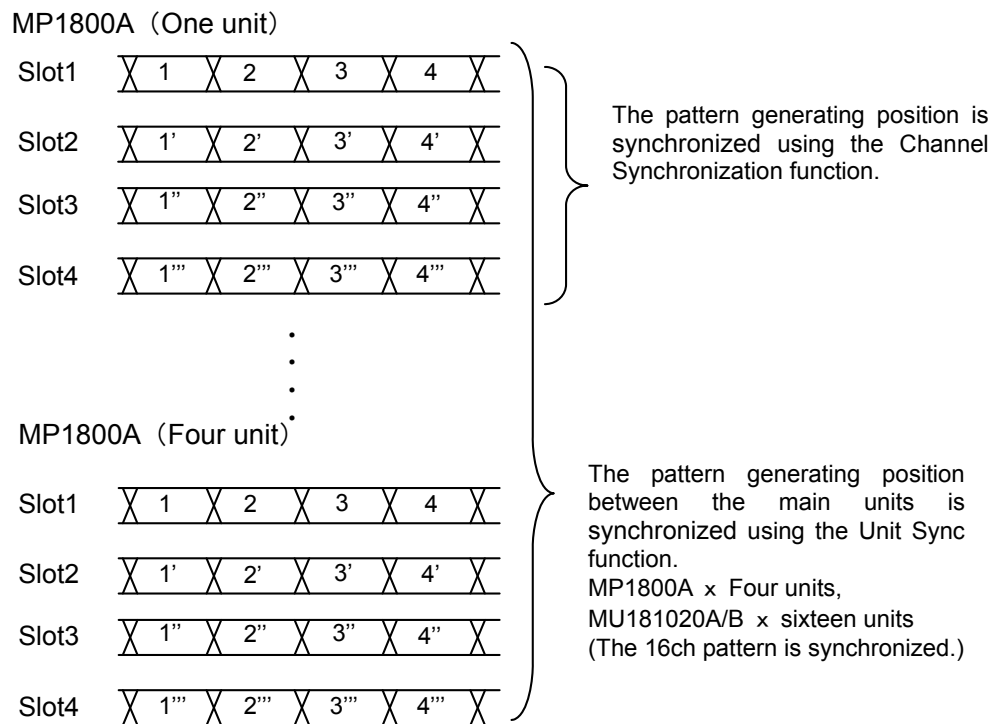 MP1800A（One unit）
Slot1 1 2 3 4
Slot2 1’ 2’ 3’ 4’
Slot3 1” 2” 3” 4”
Slot4 1’” 2’” 3’” 4’”
The pattern generating position is
synchronized using the Channel
Synchronization function.
MP1800A（Four unit）
Slot1 1 2 3 4
Slot2 1’ 2’ 3’ 4’
Slot3 1” 2” 3” 4”
Slot4 1’” 2’” 3’” 4’”
The pattern generating position
between the main units is
synchronized using the Unit Sync
function.
MP1800A x Four units,
MU181020A/B x sixteen units
(The 16ch pattern is synchronized.)